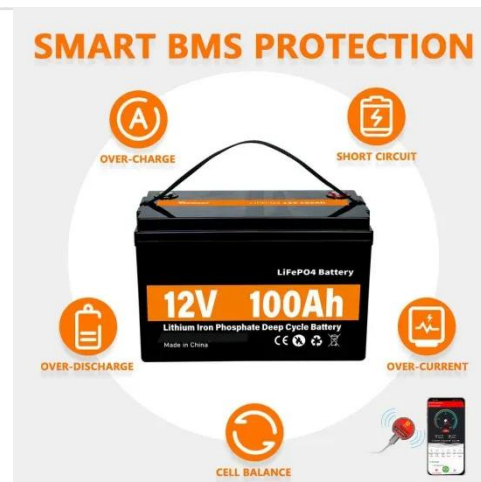 SMART BMS PROTECTION
A
OVER-CHARGE
SHORT CIRCUIT
LiFePO4 Battery
12V 100Ah
Lithium Iron Phosphate Deep Cycle Battery
Made in China
CE
OVER-DISCHARGE
OVER-CURRENT
CELL BALANCE